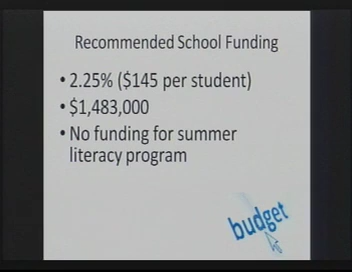 Recommended School Funding
• 2.25% ($145 per student)
• $1,483,000
• No funding for summer
literacy program
budget